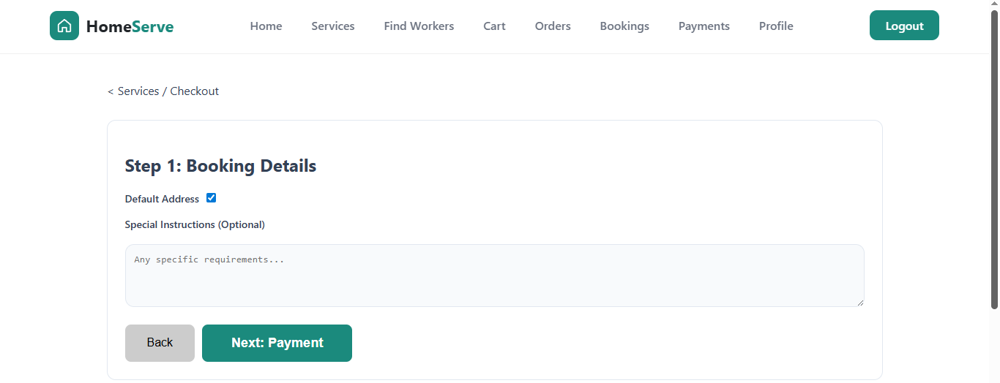 HomeServe Home Services Find Workers Cart Orders Bookings Payments Profile Logout
< Services / Checkout
Step 1: Booking Details
Default Address
Special Instructions (Optional)
Any specific requirements...
Back Next: Payment